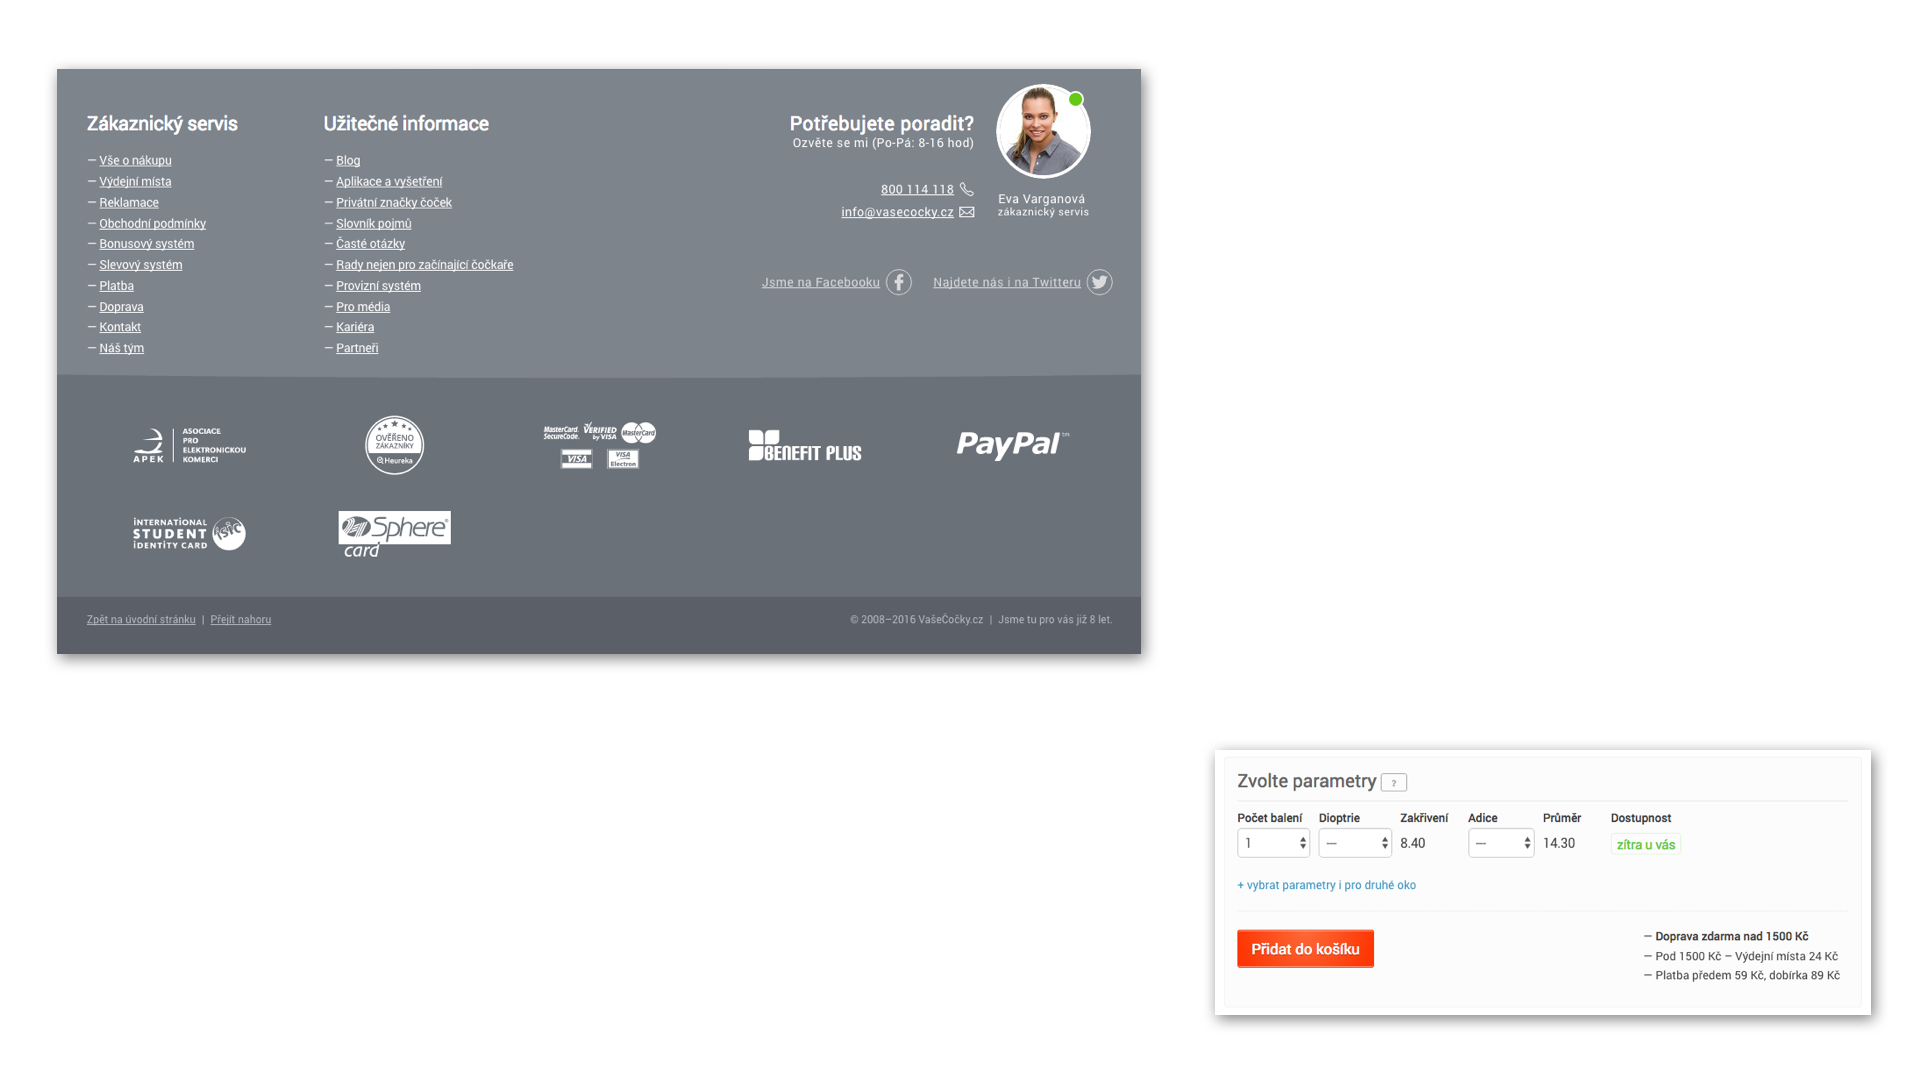 Zákaznický servis
— Vše o nákupu
— Výdejní místa
— Reklamace
— Obchodní podmínky
— Bonusový systém
— Slevový systém
— Platba
— Doprava
— Kontakt
— Náš tým
Užitečné informace
— Blog
— Aplikace a vyšetření
— Privátní značky čoček
— Slovník pojmů
— Časté otázky
— Rady nejen pro začínající čočkaře
— Provizní systém
— Pro média
— Kariéra
— Partneři
Potřebujete poradit?
Ozvěte se mi (Po-Pá: 8-16 hod)
800 114 118
info@vasecocky.cz
Eva Varganová
zákaznický servis
Jsme na Facebooku
Najdete nás i na Twitteru
APEK
ASOCIACE
PRO
ELEKTRONICKOU
KOMERCI
OVĚŘENO
ZÁKAZNÍKY
Heureka
MasterCard.
SecureCode.
VERIFIED
by VISA
MasterCard
VISA
VISA
Electron
BENEFIT PLUS
PayPal™
INTERNATIONAL
STUDENT
IDENTITY CARD
isic
Sphere®
card
Zpět na úvodní stránku | Přejít nahoru
© 2008–2016 VašeČočky.cz | Jsme tu pro vás již 8 let.
Zvolte parametry ?
Počet balení Dioptrie Zakřivení Adice Průměr Dostupnost
1 — 8.40 — 14.30 zítra u vás
+ vybrat parametry i pro druhé oko
Přidat do košíku
— Doprava zdarma nad 1500 Kč
— Pod 1500 Kč – Výdejní místa 24 Kč
— Platba předem 59 Kč, dobírka 89 Kč